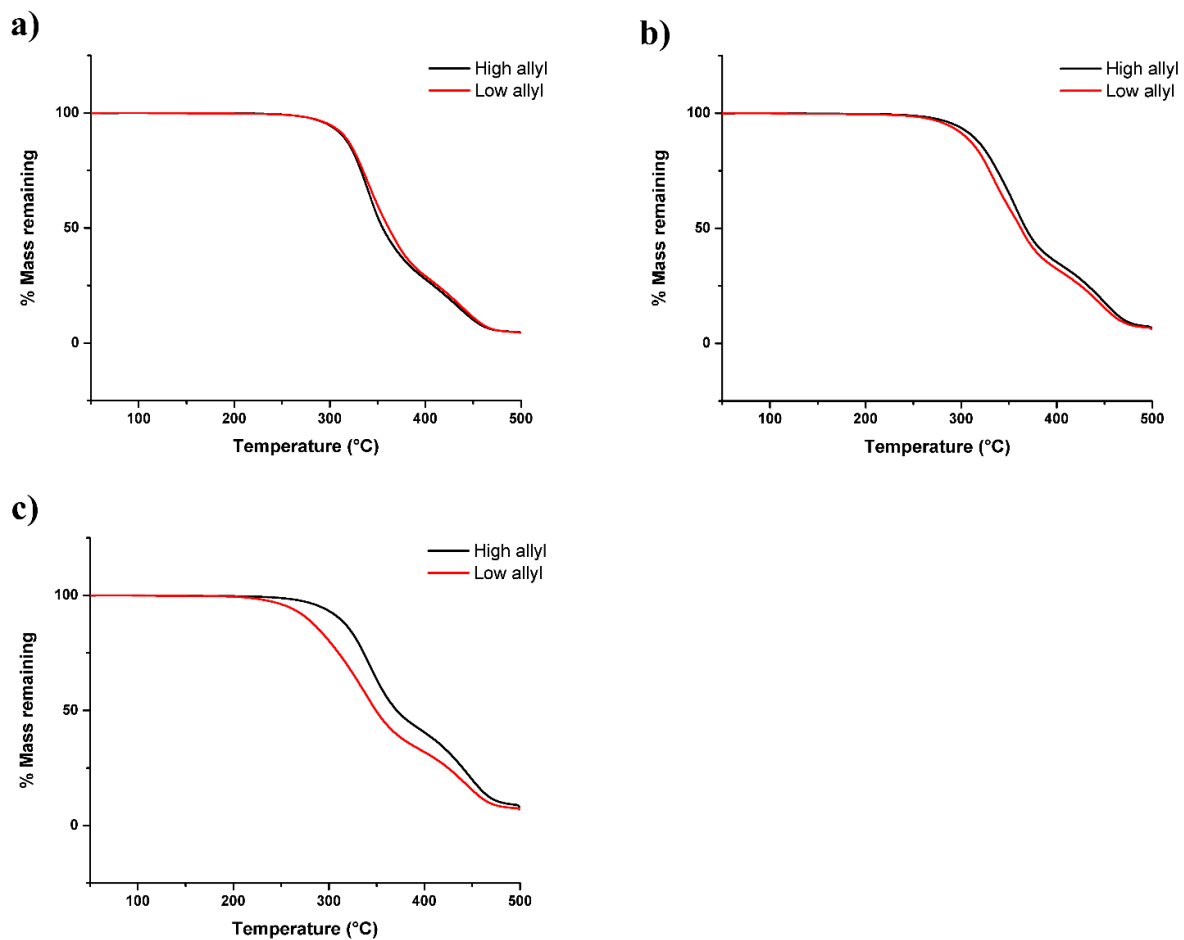 a)
High allyl
Low allyl
100
50
0
% Mass remaining
100 200 300 400 500
Temperature (°C)
b)
High allyl
Low allyl
100
50
0
% Mass remaining
100 200 300 400 500
Temperature (°C)
c)
High allyl
Low allyl
100
50
0
% Mass remaining
100 200 300 400 500
Temperature (°C)